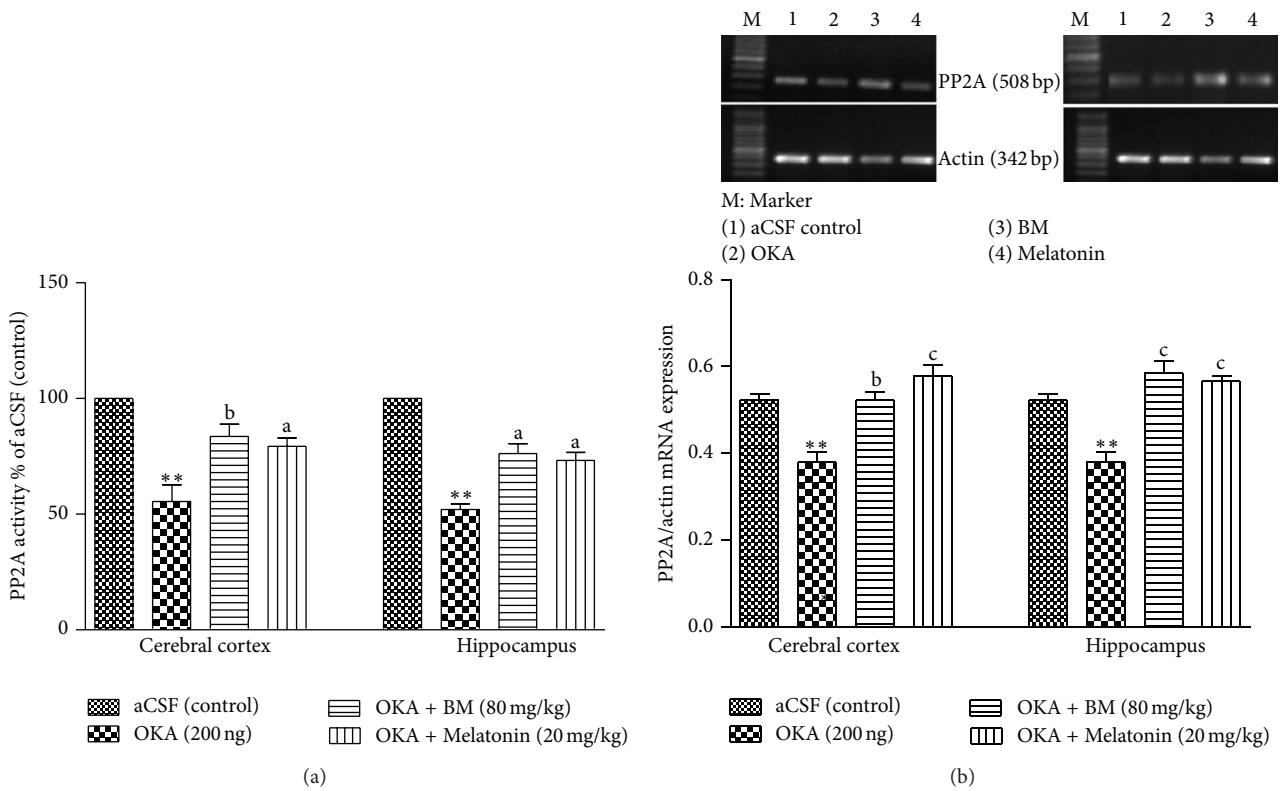 M 1 2 3 4
M 1 2 3 4
PP2A (508 bp)
Actin (342 bp)
M: Marker
(1) aCSF control
(2) OKA
(3) BM
(4) Melatonin
PP2A activity % of aCSF (control)
150
100
50
0
**
b
a
**
a
a
Cerebral cortex
Hippocampus
aCSF (control)
OKA (200 ng)
OKA + BM (80 mg/kg)
OKA + Melatonin (20 mg/kg)
(a)
PP2A/actin mRNA expression
0.8
0.6
0.4
0.2
0.0
**
b
c
**
c
c
Cerebral cortex
Hippocampus
aCSF (control)
OKA (200 ng)
OKA + BM (80 mg/kg)
OKA + Melatonin (20 mg/kg)
(b)